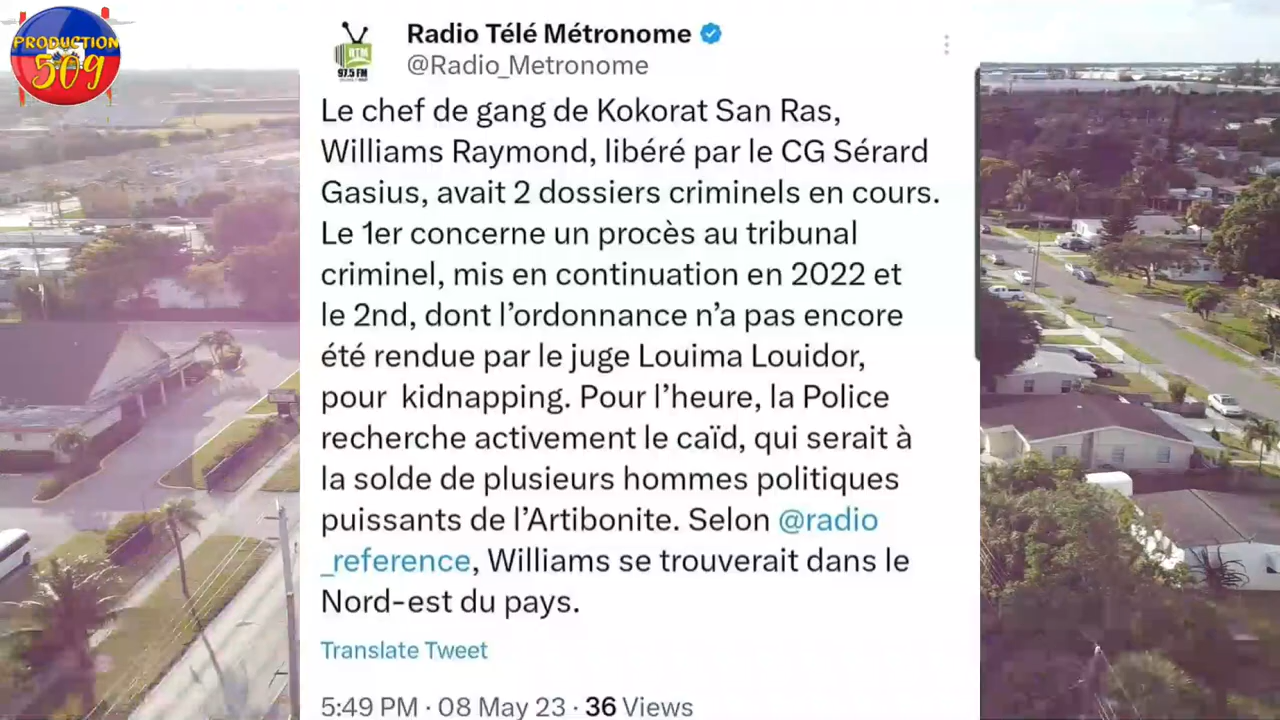 PRODUCTION
509
RTM
97.5 FM
Radio Télé Métronome
@Radio_Metronome
Le chef de gang de Kokorat San Ras,
Williams Raymond, libéré par le CG Sérard
Gasius, avait 2 dossiers criminels en cours.
Le 1er concerne un procès au tribunal
criminel, mis en continuation en 2022 et
le 2nd, dont l’ordonnance n’a pas encore
été rendue par le juge Louima Louidor,
pour  kidnapping. Pour l’heure, la Police
recherche activement le caïd, qui serait à
la solde de plusieurs hommes politiques
puissants de l’Artibonite. Selon @radio
_reference, Williams se trouverait dans le
Nord-est du pays.
Translate Tweet
5:49 PM · 08 May 23 · 36 Views